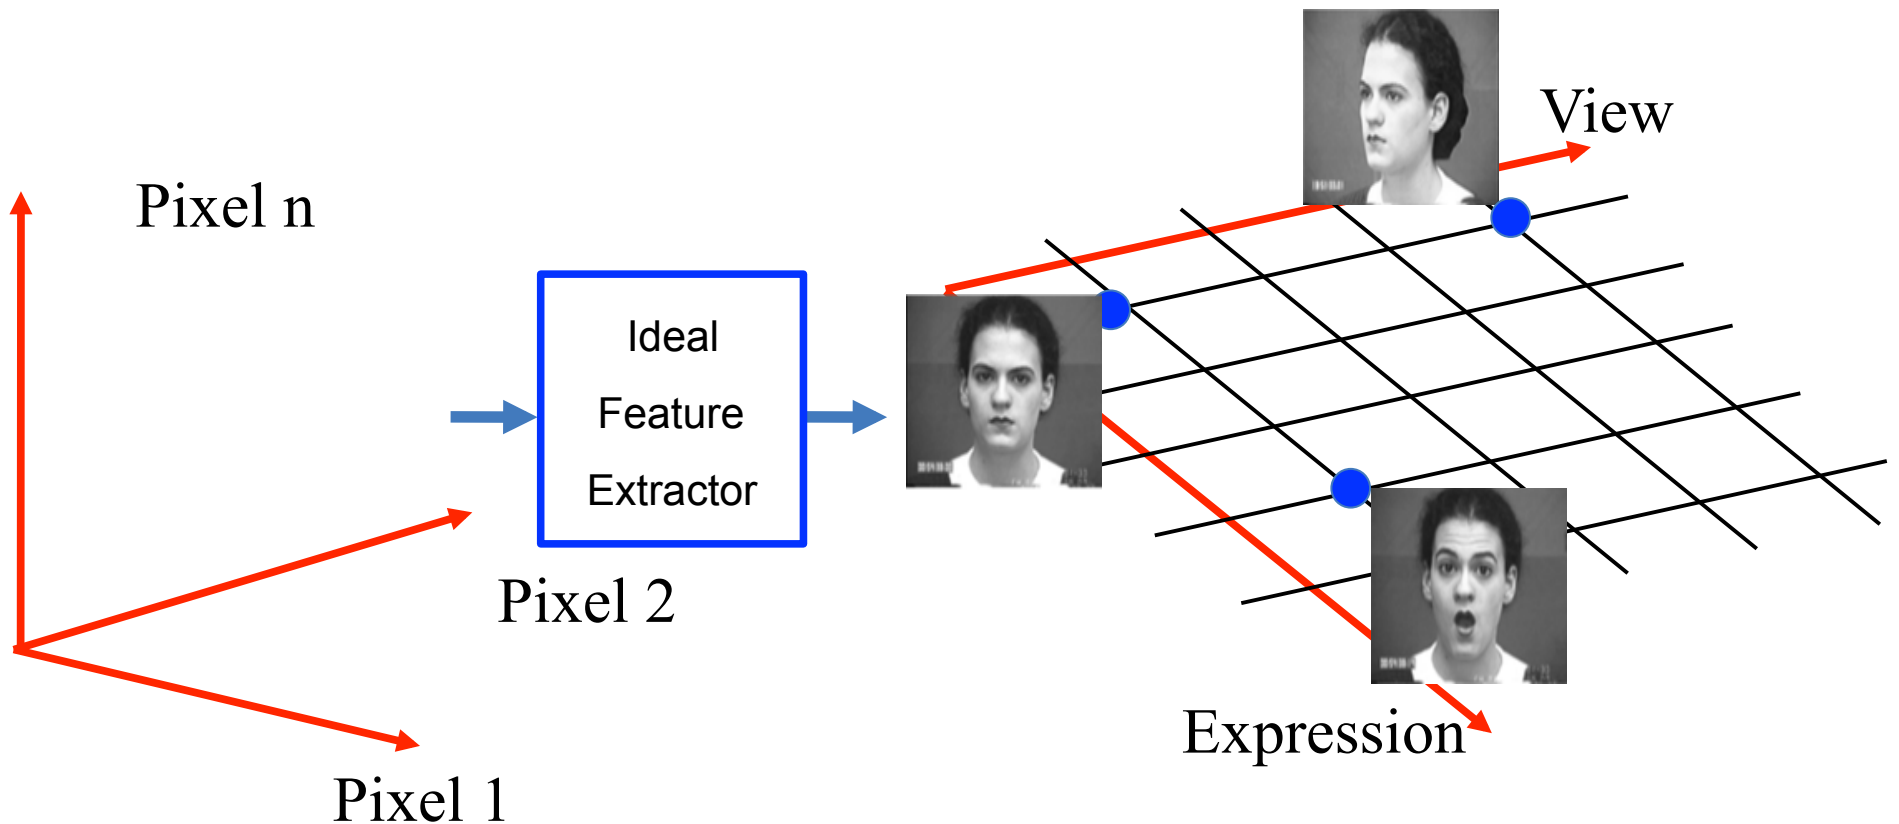 Pixel n
View
Ideal
Feature
Extractor
Pixel 2
Expression
Pixel 1